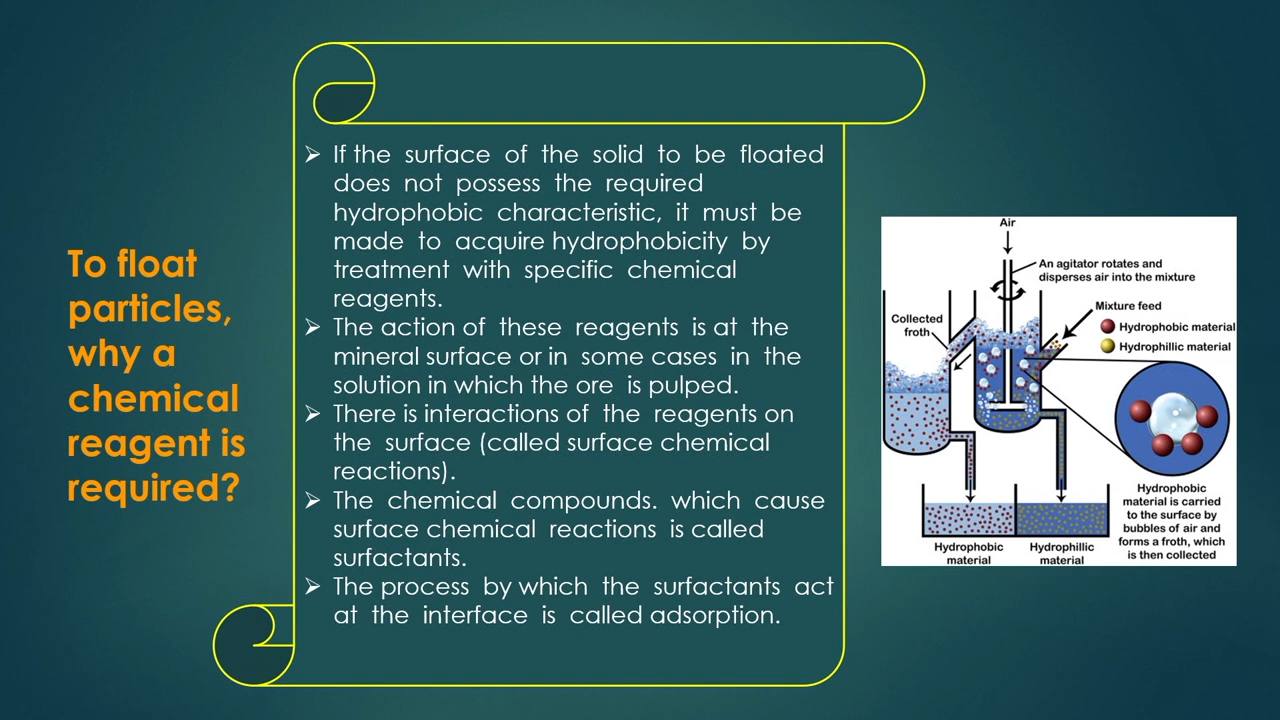 To float
particles,
why a
chemical
reagent is
required?
➢ If the surface of the solid to be floated
does not possess the required
hydrophobic characteristic, it must be
made to acquire hydrophobicity by
treatment with specific chemical
reagents.
➢ The action of these reagents is at the
mineral surface or in some cases in the
solution in which the ore is pulped.
➢ There is interactions of the reagents on
the surface (called surface chemical
reactions).
➢ The chemical compounds. which cause
surface chemical reactions is called
surfactants.
➢ The process by which the surfactants act
at the interface is called adsorption.
Air
An agitator rotates and
disperses air into the mixture
Mixture feed
Collected
froth
Hydrophobic material
Hydrophillic material
Hydrophobic
material is carried
to the surface by
bubbles of air and
forms a froth, which
is then collected
Hydrophobic
material
Hydrophillic
material